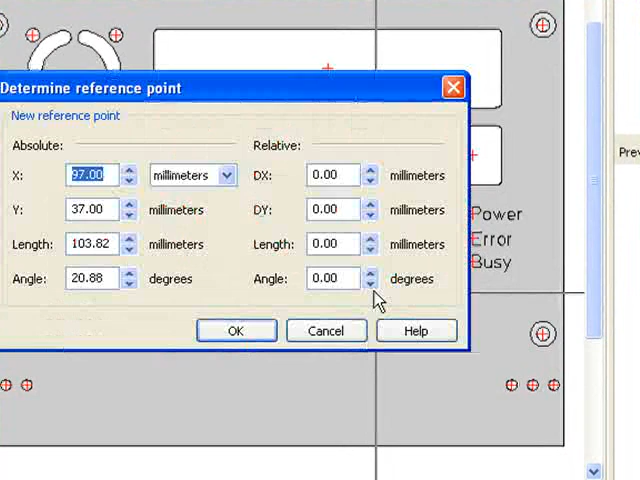 Determine reference point
New reference point
Absolute: Relative:
X: 97.00 millimeters DX: 0.00 millimeters
Y: 37.00 millimeters DY: 0.00 millimeters
Length: 103.82 millimeters Length: 0.00 millimeters
Angle: 20.88 degrees Angle: 0.00 degrees
OK Cancel Help
Prev
Power
Error
Busy